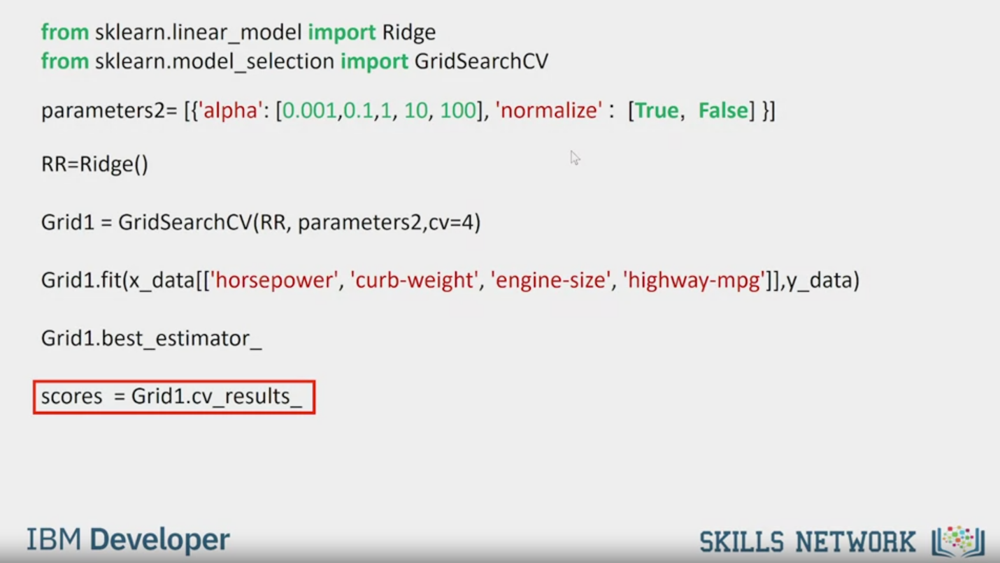 from sklearn.linear_model import Ridge
from sklearn.model_selection import GridSearchCV
parameters2= [{'alpha': [0.001,0.1,1, 10, 100], 'normalize' : [True, False] }]
RR=Ridge()
Grid1 = GridSearchCV(RR, parameters2,cv=4)
Grid1.fit(x_data[['horsepower', 'curb-weight', 'engine-size', 'highway-mpg']],y_data)
Grid1.best_estimator_
scores = Grid1.cv_results_
IBM Developer
SKILLS NETWORK